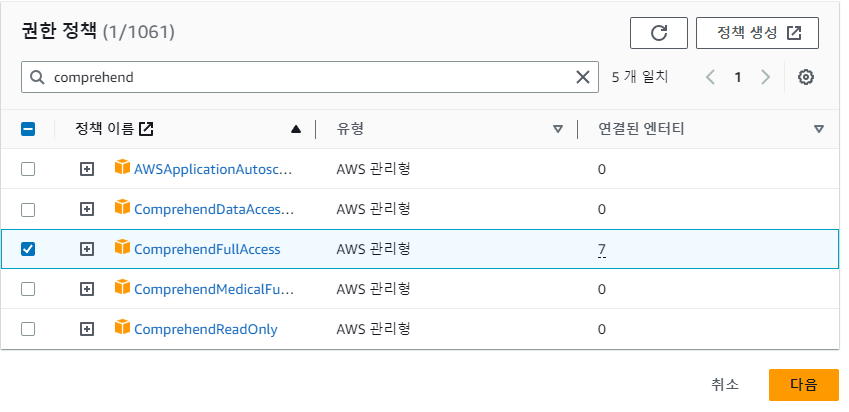 권한 정책 (1/1061)
정책 생성
comprehend
5 개 일치
1
정책 이름 유형 연결된 엔터티
AWSApplicationAutosc... AWS 관리형 0
ComprehendDataAcces... AWS 관리형 0
ComprehendFullAccess AWS 관리형 7
ComprehendMedicalFu... AWS 관리형 0
ComprehendReadOnly AWS 관리형 0
취소 다음